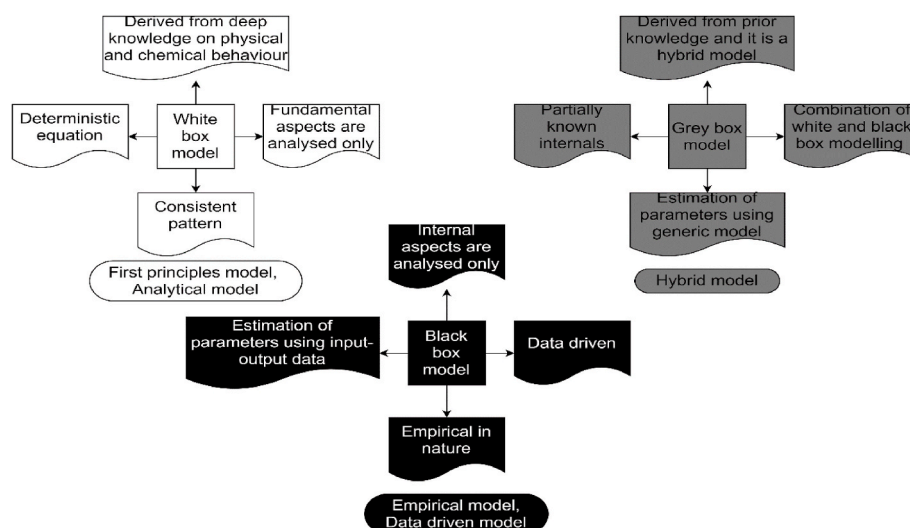 Derived from deep
knowledge on physical
and chemical behaviour
Deterministic
equation
White
box
model
Fundamental
aspects are
analysed only
Consistent
pattern
First principles model,
Analytical model
Derived from prior
knowledge and it is a
hybrid model
Partially
known
internals
Grey box
model
Combination of
white and black
box modelling
Estimation of
parameters using
generic model
Hybrid model
Internal
aspects are
analysed only
Estimation of
parameters using input-
output data
Black
box
model
Data driven
Empirical in
nature
Empirical model,
Data driven model